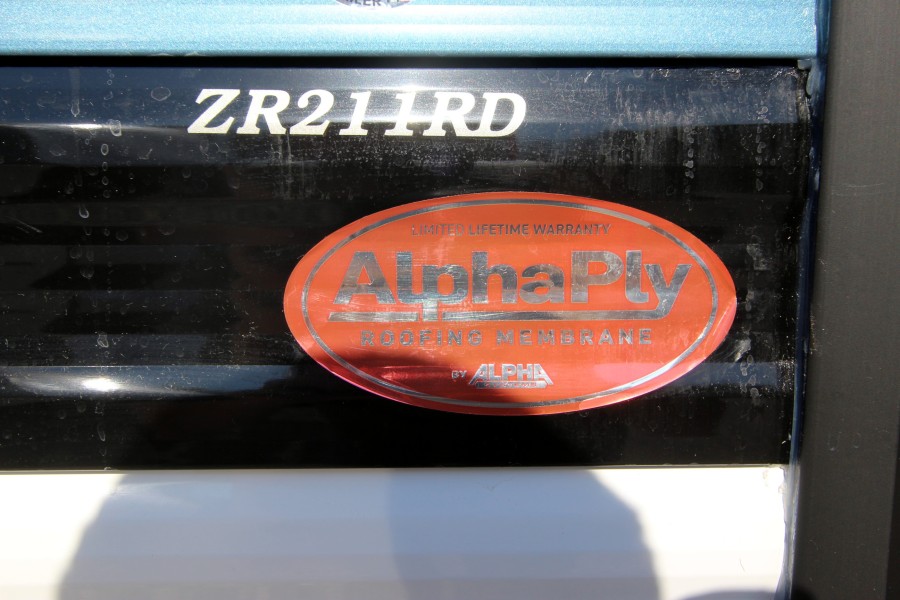 ZR211RD
LIMITED LIFETIME WARRANTY
AlphaPly
ROOFING MEMBRANE
BY ALPHA